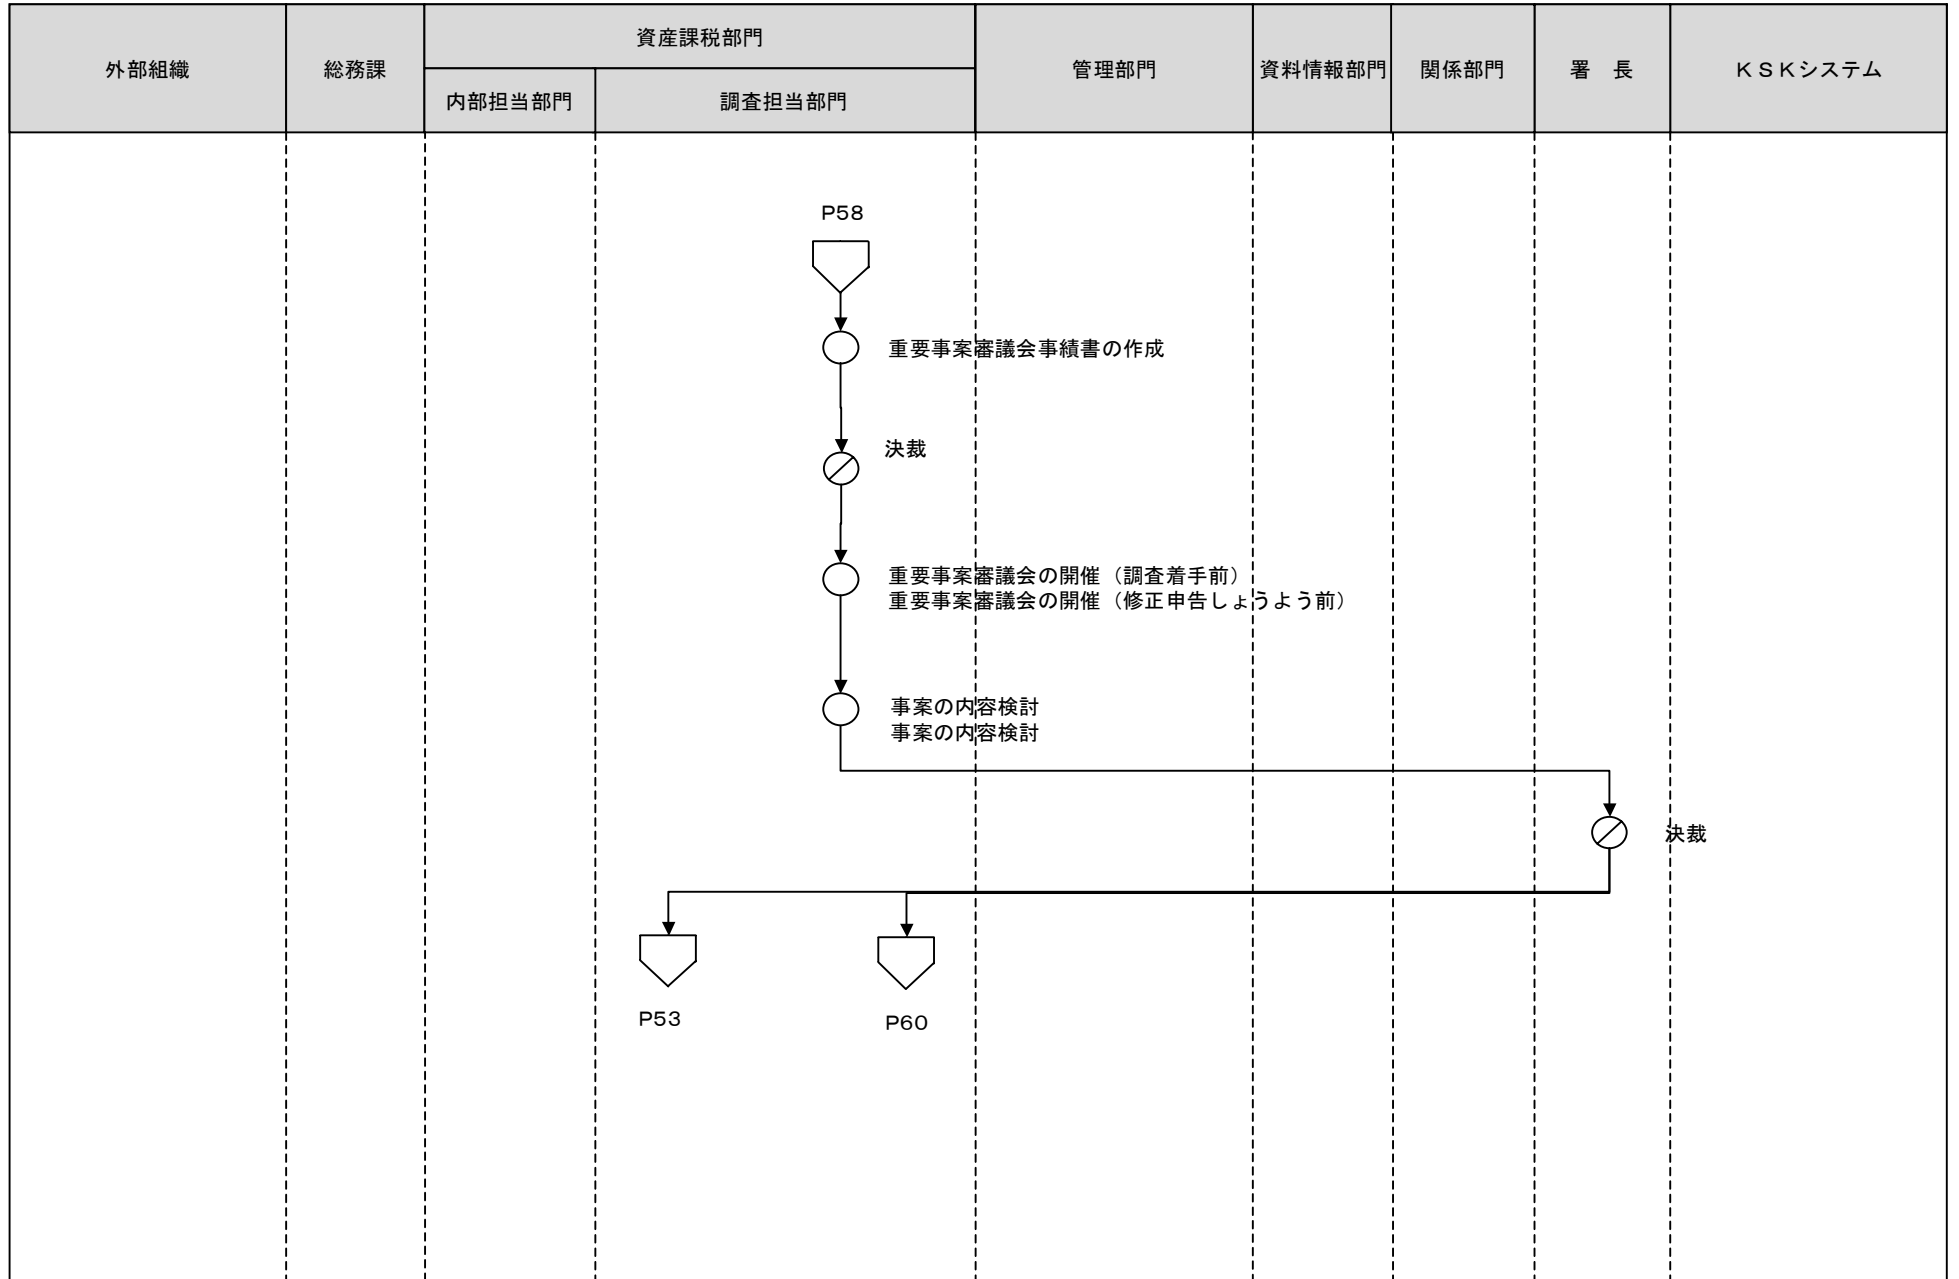 外部組織
総務課
資産課税部門
内部担当部門
調査担当部門
管理部門
資料情報部門
関係部門
署　長
ＫＳＫシステム
P58
重要事案審議会事績書の作成
決裁
重要事案審議会の開催（調査着手前）
重要事案審議会の開催（修正申告しょうよう前）
事案の内容検討
事案の内容検討
決裁
P53
P60